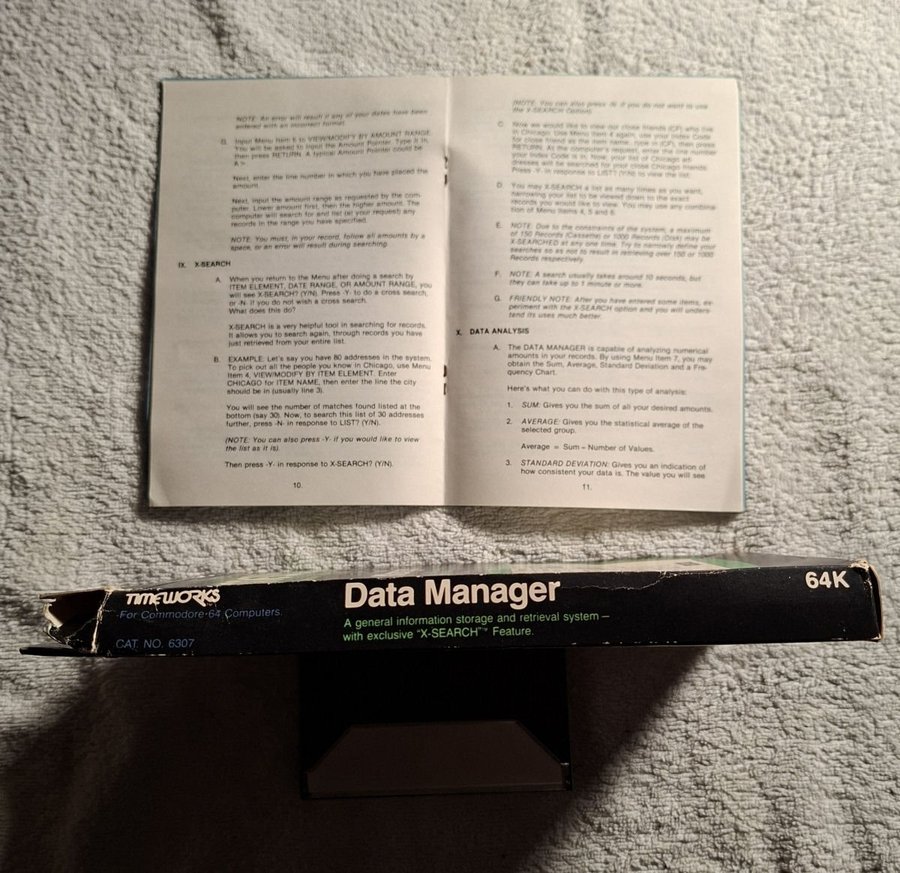 NOTE: An error will result if any of your dates have been
entered with an incorrect format.
G. Input Menu Item 6 to VIEW/MODIFY BY AMOUNT RANGE.
You will be asked to input the Amount Pointer. Type it in,
then press RETURN. A typical Amount Pointer could be
A >.
Next, enter the line number in which you have placed the
amount.
Next, input the amount range as requested by the com-
puter. Lower amount first, then the higher amount. The
computer will search for and list (at your request) any
records in the range you have specified.
NOTE: You must, in your record, follow all amounts by a
space, or an error will result during searching.
IX. X-SEARCH
A. When you return to the Menu after doing a search by
ITEM ELEMENT, DATE RANGE, OR AMOUNT RANGE, you
will see X-SEARCH? (Y/N). Press -Y- to do a cross search,
or -N- if you do not wish a cross search.
What does this do?
X-SEARCH is a very helpful tool in searching for records.
It allows you to search again, through records you have
just retrieved from your entire list.
B. EXAMPLE: Let's say you have 80 addresses in the system.
To pick out all the people you know in Chicago, use Menu
Item 4, VIEW/MODIFY BY ITEM ELEMENT. Enter
CHICAGO for ITEM NAME, then enter the line the city
should be in (usually line 3).
You will see the number of matches found listed at the
bottom (say 30). Now, to search this list of 30 addresses
further, press -N- in response to LIST? (Y/N).
(NOTE: You can also press -Y- if you would like to view
the list as it is).
Then press -Y- in response to X-SEARCH? (Y/N).
10.
(NOTE: You can also press -N- if you do not want to use
the X-SEARCH Option).
C. Now we would like to view our close friends (CF) who live
in Chicago. Use Menu Item 4 again, use your Index Code
for close friend as the item name, type in (CF), then press
RETURN. At the computer's request, enter the line number
your Index Code is in. Now, your list of Chicago ad-
dresses will be searched for your close Chicago friends.
Press -Y- in response to LIST? (Y/N) to view the list.
D. You may X-SEARCH a list as many times as you want,
narrowing your list to be viewed down to the exact
records you would like to view. You may use any combina-
tion of Menu Items 4, 5 and 6.
E. NOTE: Due to the constraints of the system, a maximum
of 150 Records (Cassette) or 1000 Records (Disk) may be
X-SEARCHED at any one time. Try to narrowly define your
searches so as not to result in retrieving over 150 or 1000
Records respectively.
F. NOTE: A search usually takes around 10 seconds, but
they can take up to 1 minute or more.
G. FRIENDLY NOTE: After you have entered some items, ex-
periment with the X-SEARCH option and you will under-
stand its uses much better.
X. DATA ANALYSIS
A. The DATA MANAGER is capable of analyzing numerical
amounts in your records. By using Menu Item 7, you may
obtain the Sum, Average, Standard Deviation and a Fre-
quency Chart.
Here's what you can do with this type of analysis:
1. SUM: Gives you the sum of all your desired amounts.
2. AVERAGE: Gives you the statistical average of the
selected group.
Average = Sum ÷ Number of Values.
3. STANDARD DEVIATION: Gives you an indication of
how consistent your data is. The value you will see
11.
TIMEWORKS
For Commodore 64 Computers.
CAT. NO. 6307
Data Manager
A general information storage and retrieval system —
with exclusive "X-SEARCH"™ Feature.
64K